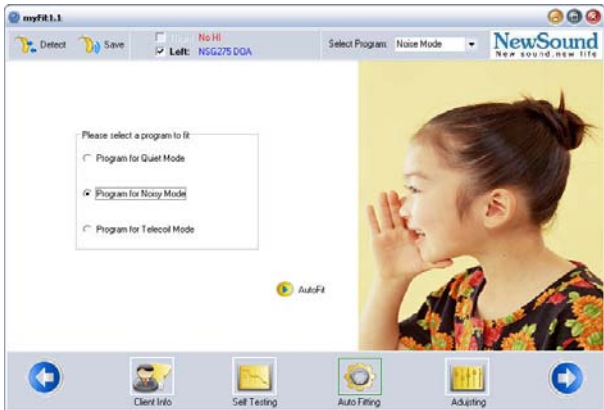 myFit1.1
Detect
Save
Right: No HI
Left: NSG275 DOA
Select Program: Noise Mode
NewSound
New sound,new life
Please select a program to fit
Program for Quiet Mode
Program for Noisy Mode
Program for Telecoil Mode
AutoFit
Client Info
Self Testing
Auto Fitting
Adujsting